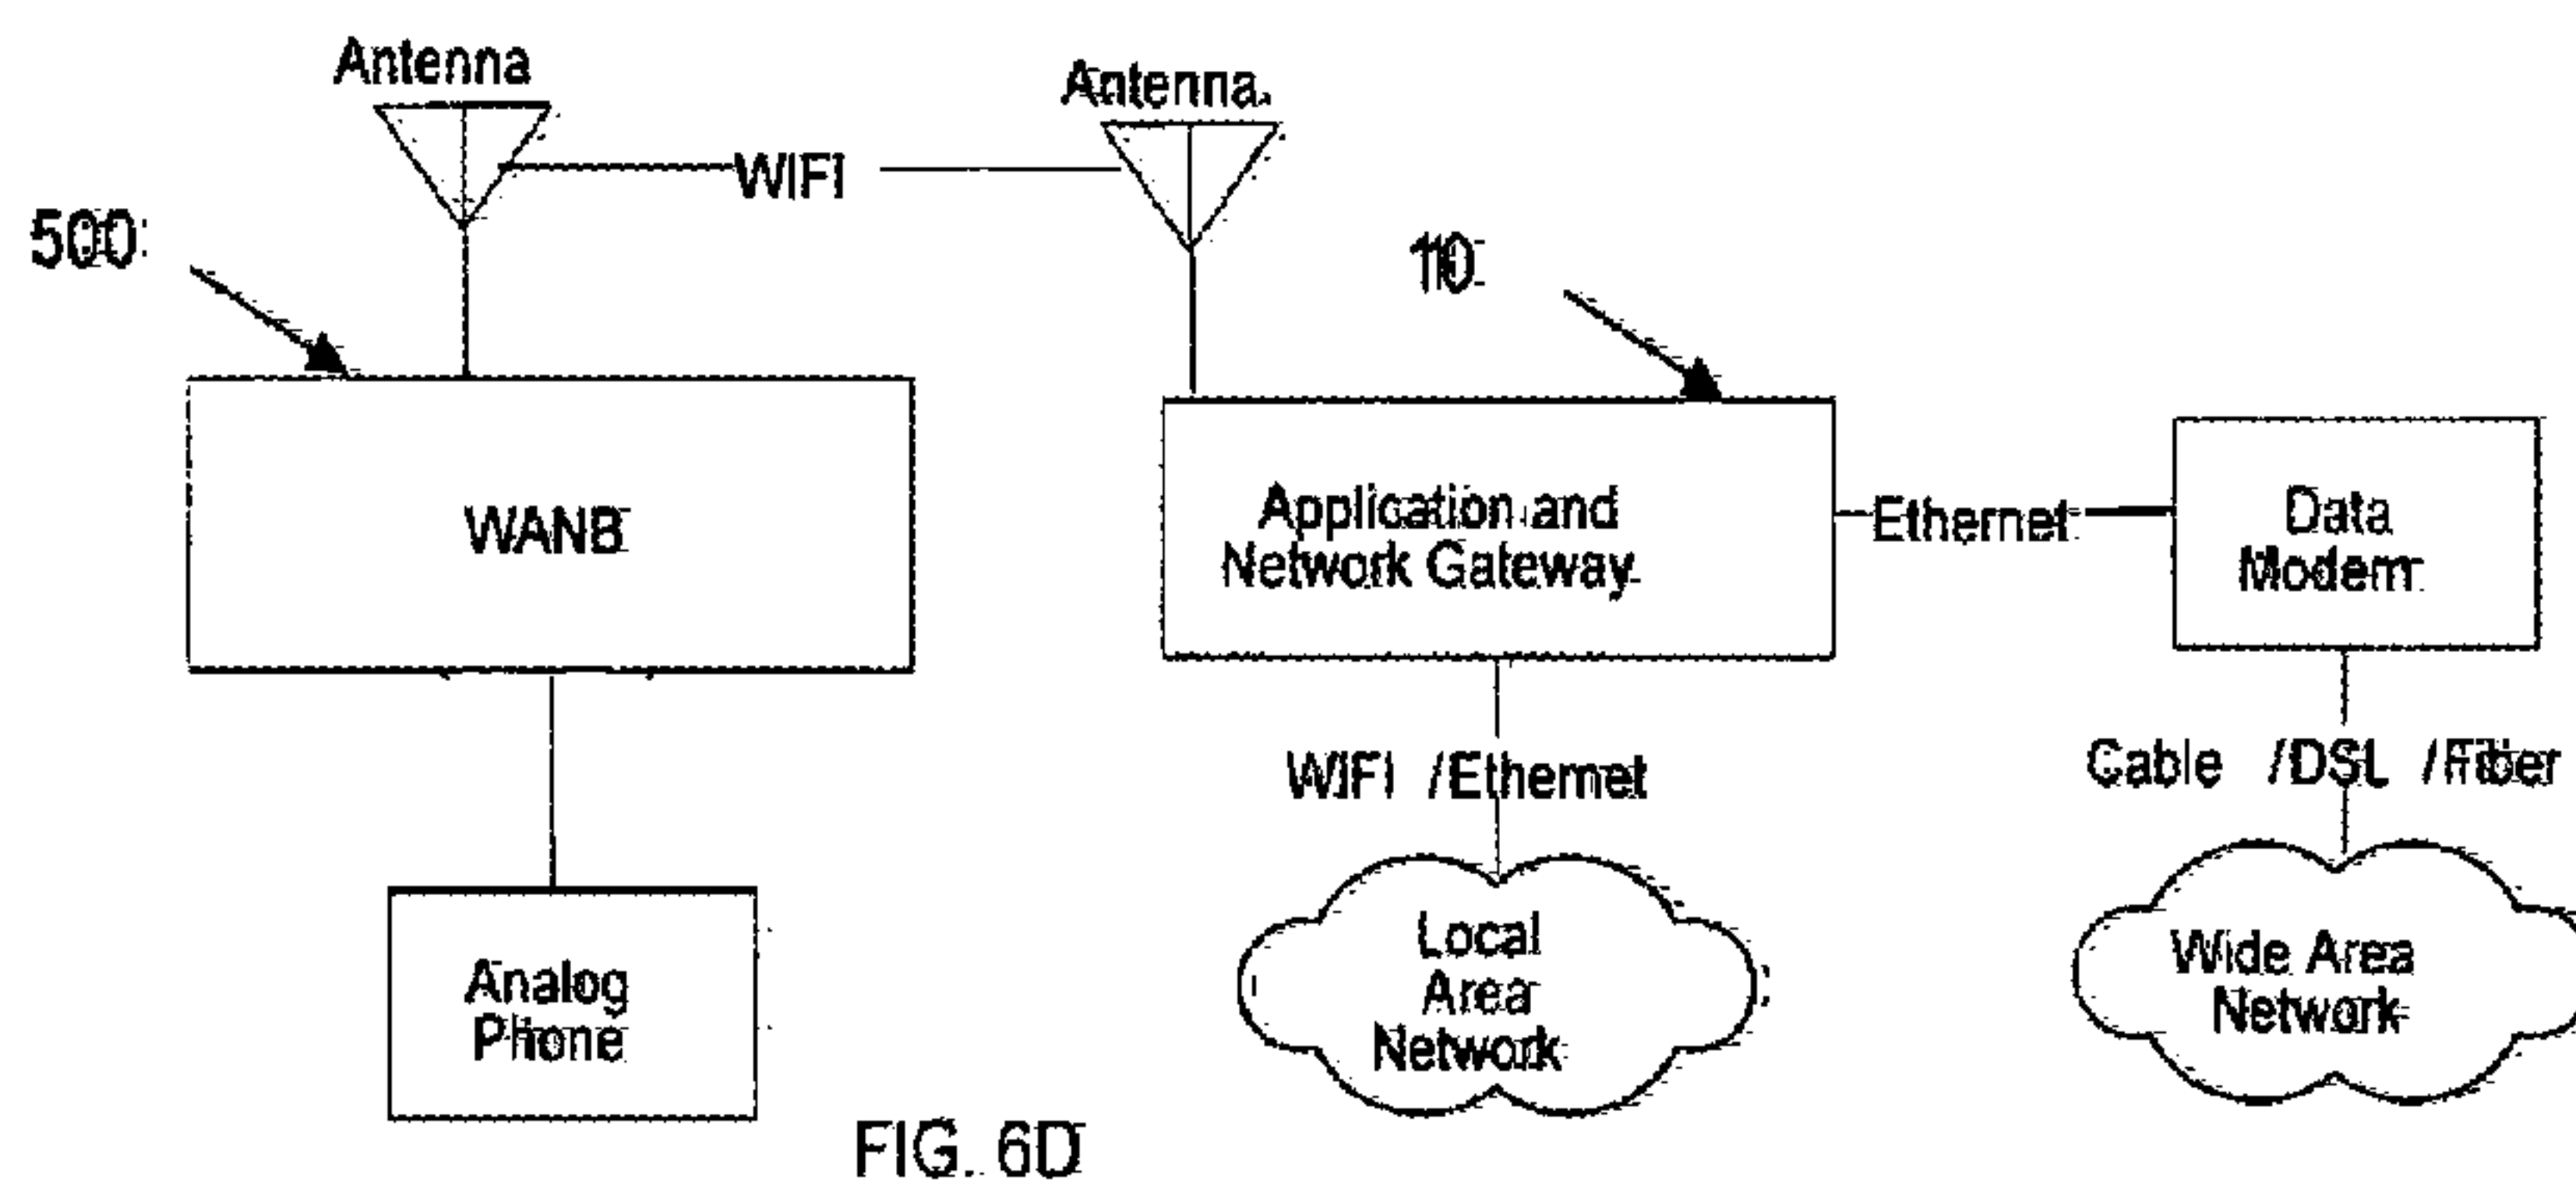 Antenna
Antenna
WIFI
500
10
WANB
Application and
Network Gateway
Ethernet
Data
Modem
WIFI /Ethernet
Cable /DSL /Fiber
Analog
Phone
Local
Area
Network
Wide Area
Network
FIG. 6D